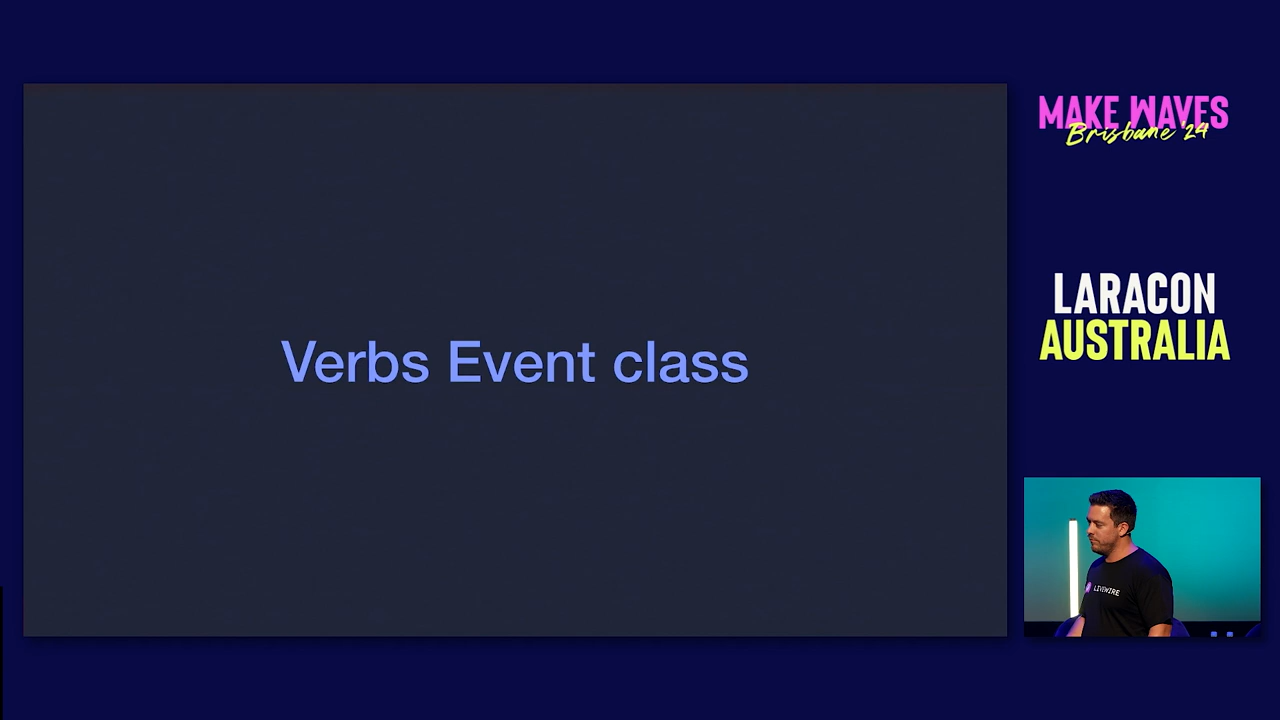 Verbs Event class
MAKE WAVES
Brisbane '24
LARACON
AUSTRALIA
LIVEWIRE